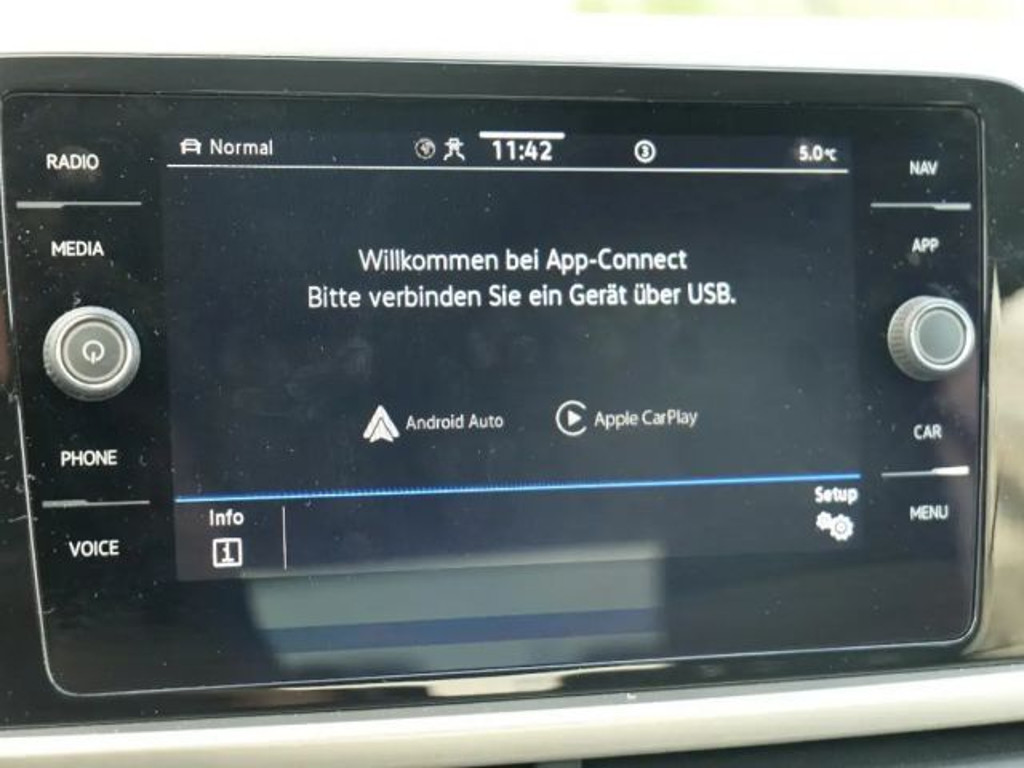 RADIO
MEDIA
PHONE
VOICE
Normal
11:42
3
5.0°C
Willkommen bei App-Connect
Bitte verbinden Sie ein Gerät über USB.
Android Auto
Apple CarPlay
Info
i
Setup
NAV
APP
CAR
MENU